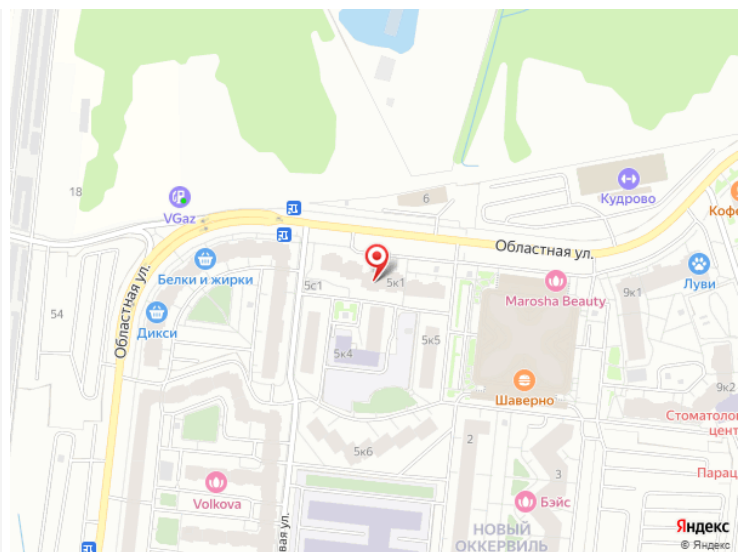 18
VGaz
6
Кудрово
Кофе
Областная ул.
Белки и жирки
5с1
5к1
Marosha Beauty
9к1
Луви
54
Дикси
Областная ул.
5к4
5к5
Шаверно
9к2
Стоматолог
цент
5к6
2
3
Параце
Volkova
Бэйс
вая ул.
НОВЫЙ
ОККЕРВИЛЬ
Яндекс
© Яндекс